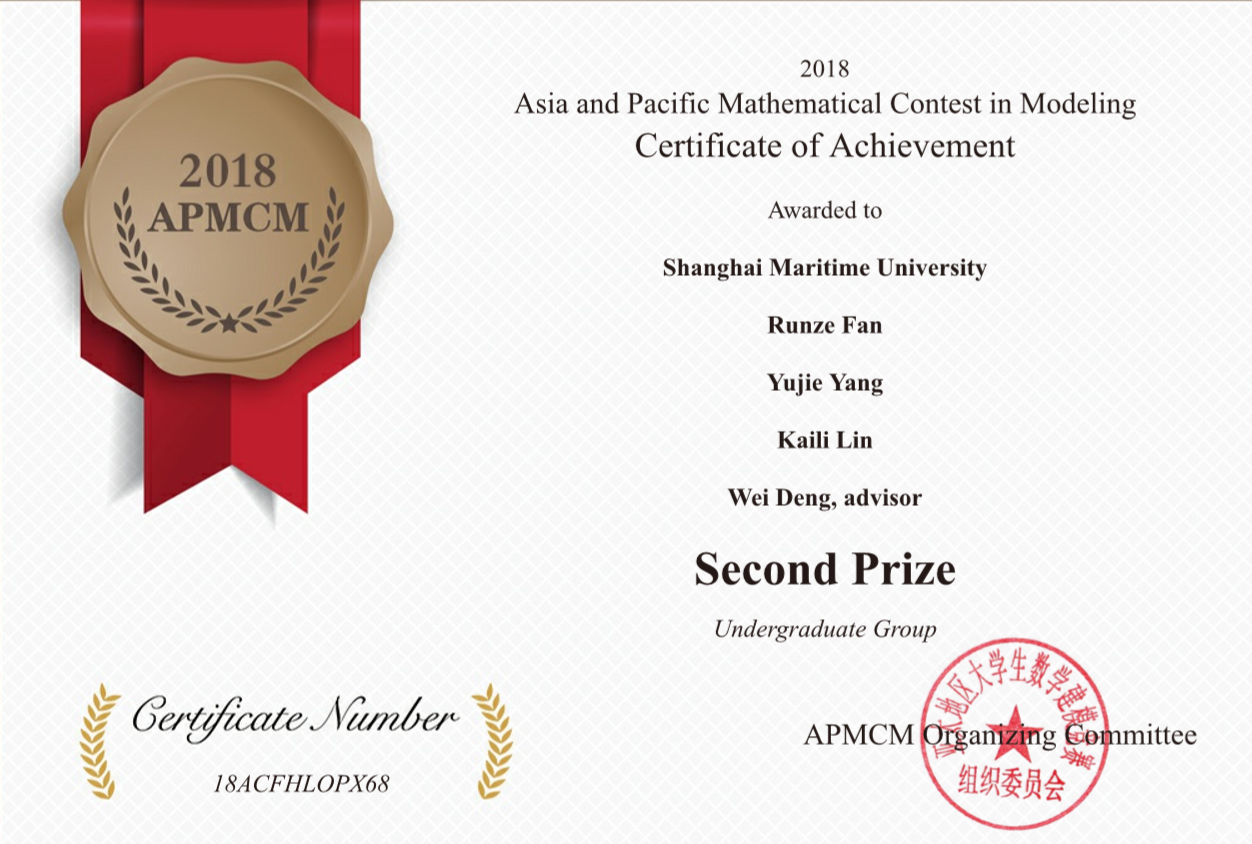 2018
APMCM
2018
Asia and Pacific Mathematical Contest in Modeling
Certificate of Achievement
Awarded to
Shanghai Maritime University
Runze Fan
Yujie Yang
Kaili Lin
Wei Deng, advisor
Second Prize
Undergraduate Group
Certificate Number
18ACFHLOPX68
APMCM Organizing Committee
亚太地区大学生数学建模竞赛
组织委员会